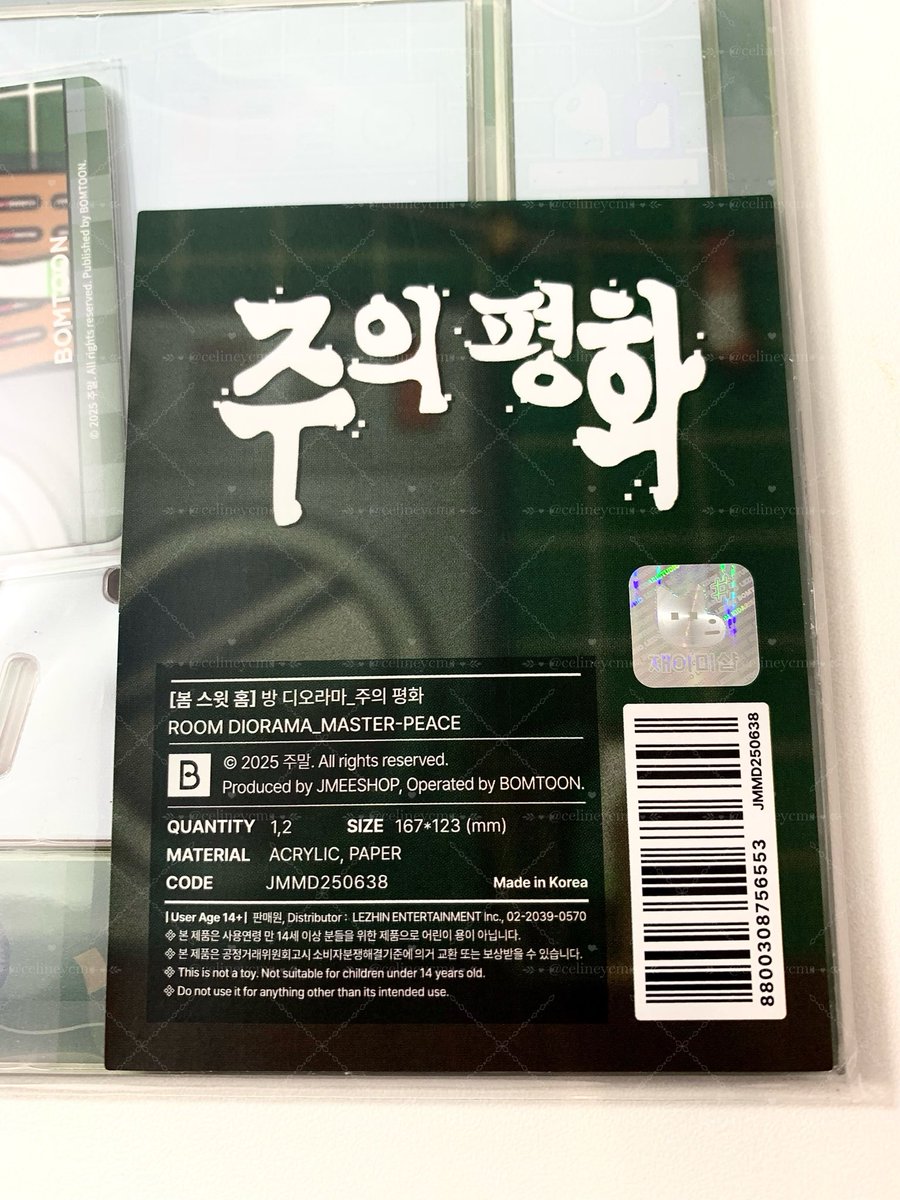 주의 평화
[봄 스윗 홈] 방 디오라마_주의 평화
ROOM DIORAMA_MASTER-PEACE
B
© 2025 주말. All rights reserved.
Produced by JMEESHOP, Operated by BOMTOON.
QUANTITY 1,2 SIZE 167*123 (mm)
MATERIAL ACRYLIC, PAPER
CODE JMMD250638
Made in Korea
| User Age 14+ | 판매원, Distributor : LEZHIN ENTERTAINMENT Inc., 02-2039-0570
※ 본 제품은 사용연령 만 14세 이상 분들을 위한 제품으로 어린이 용이 아닙니다.
※ 본 제품은 공정거래위원회고시 소비자분쟁해결기준에 의거 교환 또는 보상받을 수 있습니다.
※ This is not a toy. Not suitable for children under 14 years old.
※ Do not use it for anything other than its intended use.
재미이샵
JMMD250638
8800308756553
BOMTOON
© 2025 주말. All rights reserved. Published by BOMTOON.
@celineycms